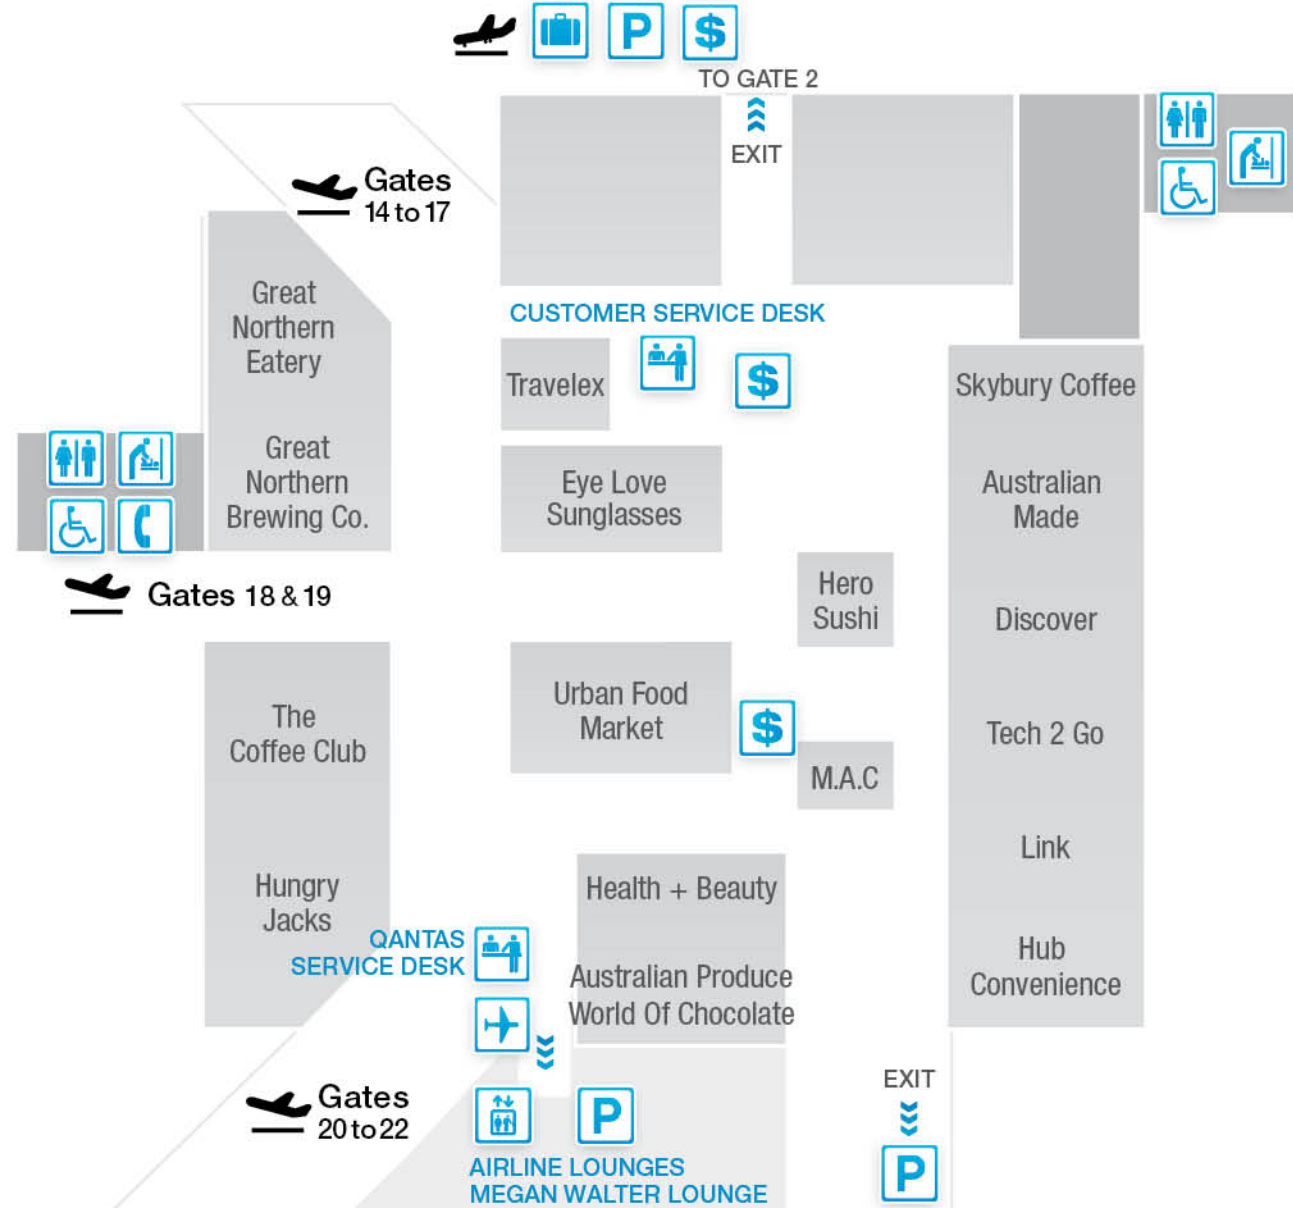 P
$
TO GATE 2
EXIT
Gates
14 to 17
Great
Northern
Eatery
Great
Northern
Brewing Co.
Gates 18 & 19
CUSTOMER SERVICE DESK
Travelex
$
Eye Love
Sunglasses
Skybury Coffee
Australian
Made
Hero
Sushi
Discover
The
Coffee Club
Urban Food
Market
$
M.A.C
Tech 2 Go
Link
Hungry
Jacks
Health + Beauty
Australian Produce
World Of Chocolate
Hub
Convenience
QANTAS
SERVICE DESK
Gates
20 to 22
P
AIRLINE LOUNGES
MEGAN WALTER LOUNGE
EXIT
P